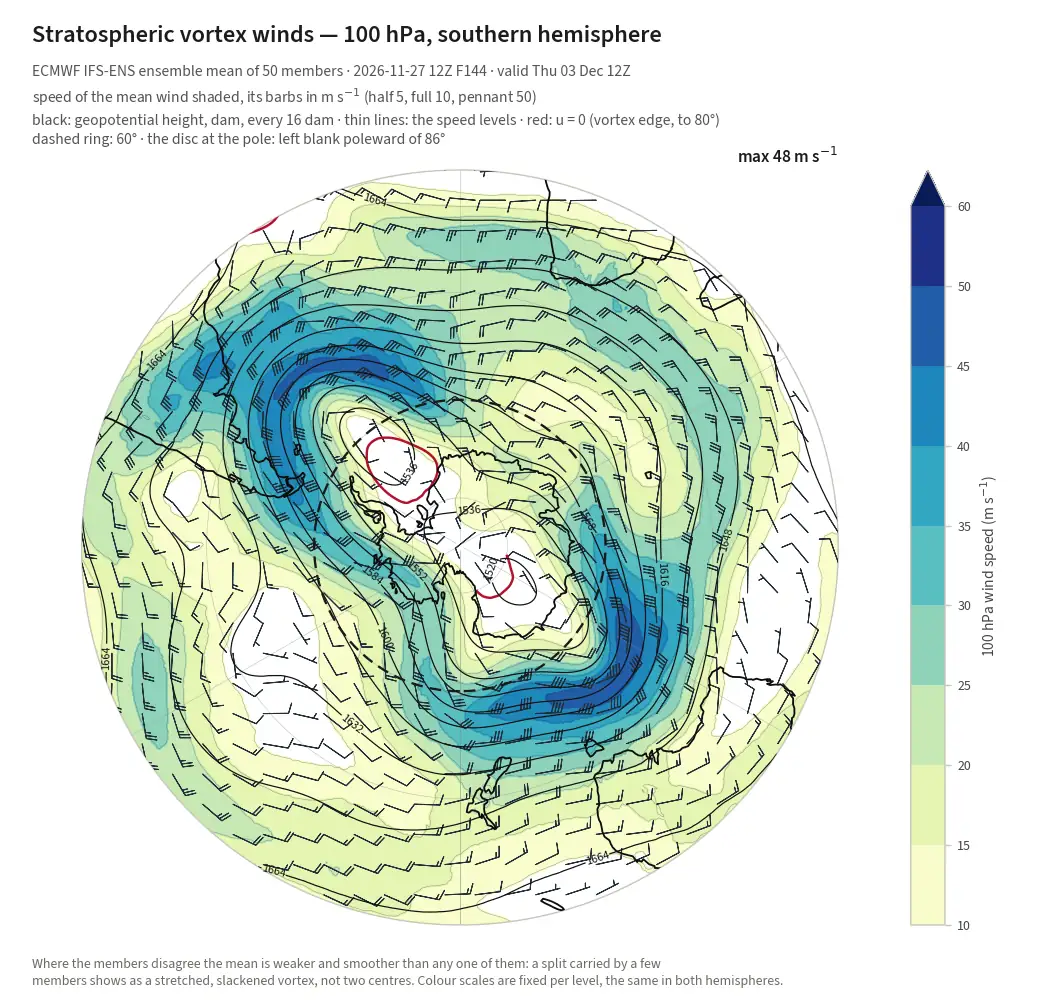 Stratospheric vortex winds — 100 hPa, southern hemisphere
ECMWF IFS-ENS ensemble mean of 50 members · 2026-11-27 12Z F144 · valid Thu 03 Dec 12Z
speed of the mean wind shaded, its barbs in m s⁻¹ (half 5, full 10, pennant 50)
black: geopotential height, dam, every 16 dam · thin lines: the speed levels · red: u = 0 (vortex edge, to 80°)
dashed ring: 60° · the disc at the pole: left blank poleward of 86°
max 48 m s⁻¹
1664
1664
1536
1536
1568
1648
1520
1552
1584
1616
1600
1664
1632
1664
1664
60
50
45
40
35
30
25
20
15
10
100 hPa wind speed (m s⁻¹)
Where the members disagree the mean is weaker and smoother than any one of them: a split carried by a few
members shows as a stretched, slackened vortex, not two centres. Colour scales are fixed per level, the same in both hemispheres.